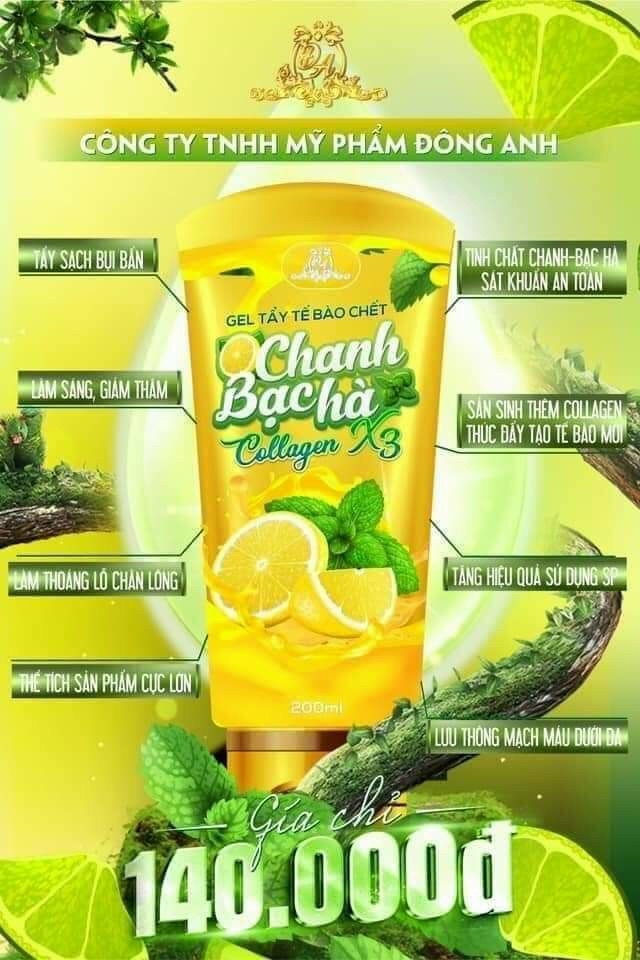 ĐA
CÔNG TY TNHH MỸ PHẨM ĐÔNG ANH
TẨY SẠCH BỤI BẨN
TINH CHẤT CHANH-BẠC HÀ
SÁT KHUẨN AN TOÀN
GEL TẨY TẾ BÀO CHẾT
Chanh
Bạc hà
Collagen X3
LÀM SÁNG, GIẢM THÂM
SẢN SINH THÊM COLLAGEN
THÚC ĐẨY TẠO TẾ BÀO MỚI
LÀM THOÁNG LỖ CHÂN LÔNG
TĂNG HIỆU QUẢ SỬ DỤNG SP
THỂ TÍCH SẢN PHẨM CỰC LỚN
200ml
LƯU THÔNG MẠCH MÁU DƯỚI DA
Gía chỉ
140.000đ